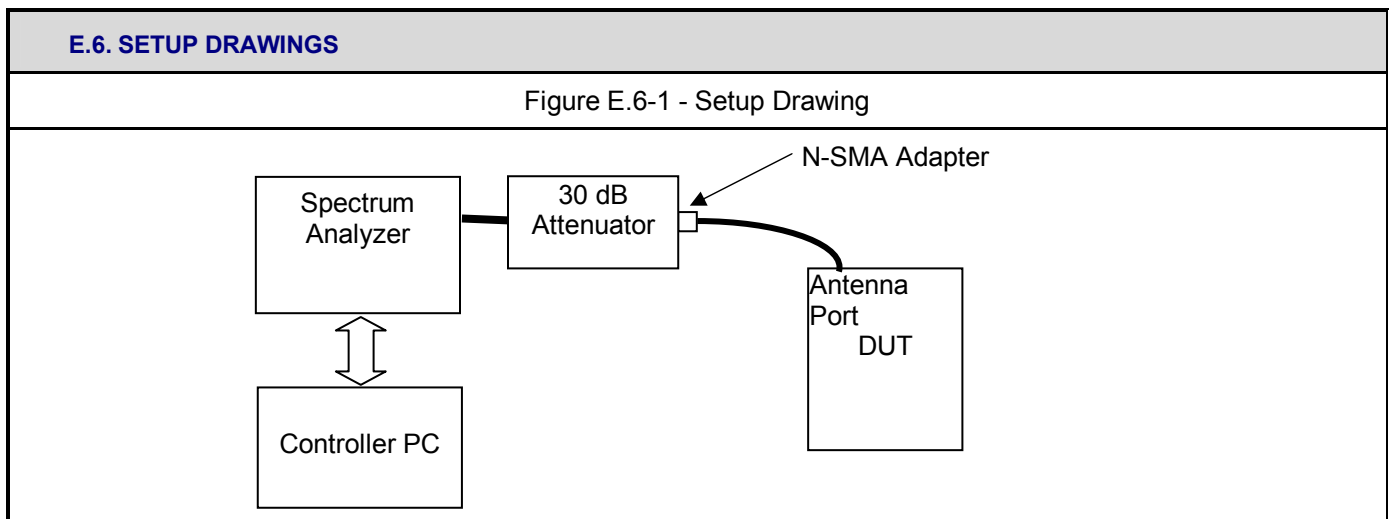 E.6. SETUP DRAWINGS
Figure E.6-1 - Setup Drawing
N-SMA Adapter
Spectrum
Analyzer
30 dB
Attenuator
Antenna
Port
DUT
Controller PC